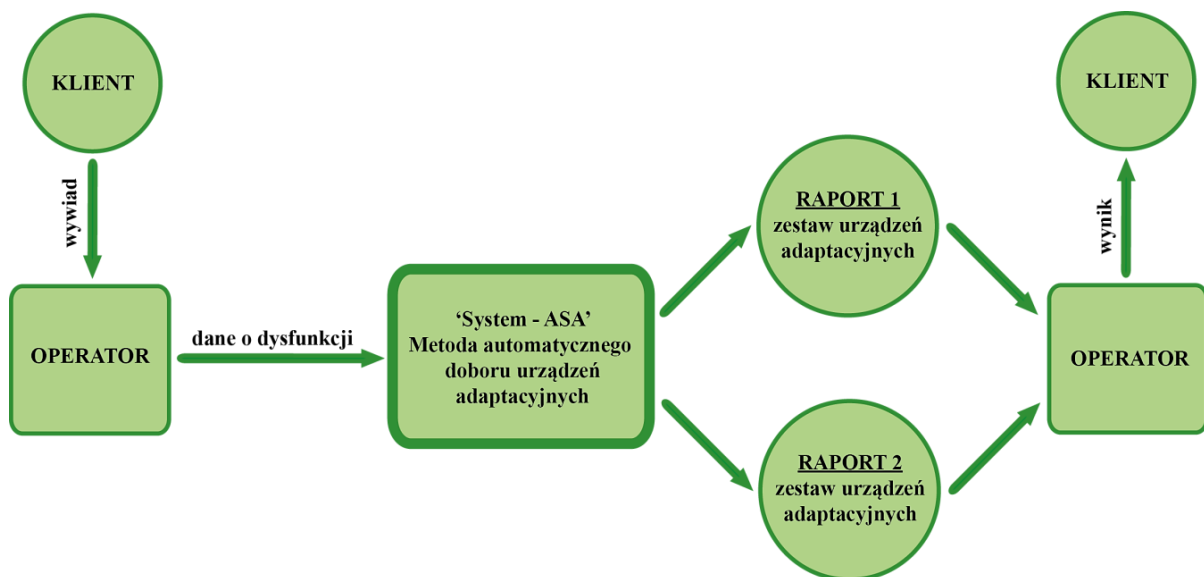 KLIENT
wywiad
OPERATOR
dane o dysfunkcji
‘System - ASA’
Metoda automatycznego
doboru urządzeń
adaptacyjnych
RAPORT 1
zestaw urządzeń
adaptacyjnych
RAPORT 2
zestaw urządzeń
adaptacyjnych
OPERATOR
wynik
KLIENT